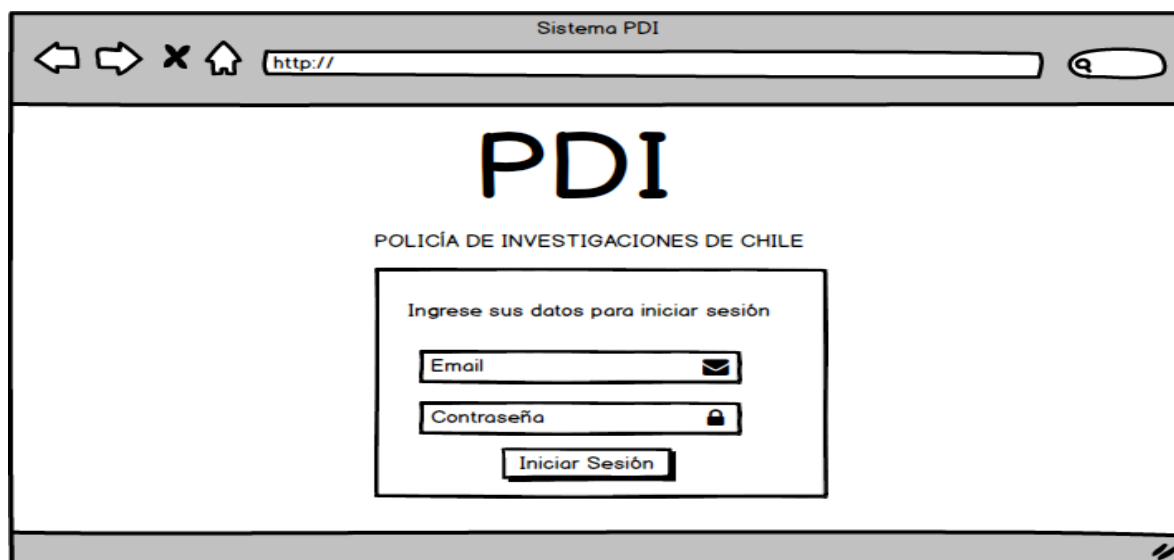 Sistema PDI
http://
PDI
POLICÍA DE INVESTIGACIONES DE CHILE
Ingrese sus datos para iniciar sesión
Email
Contraseña
Iniciar Sesión